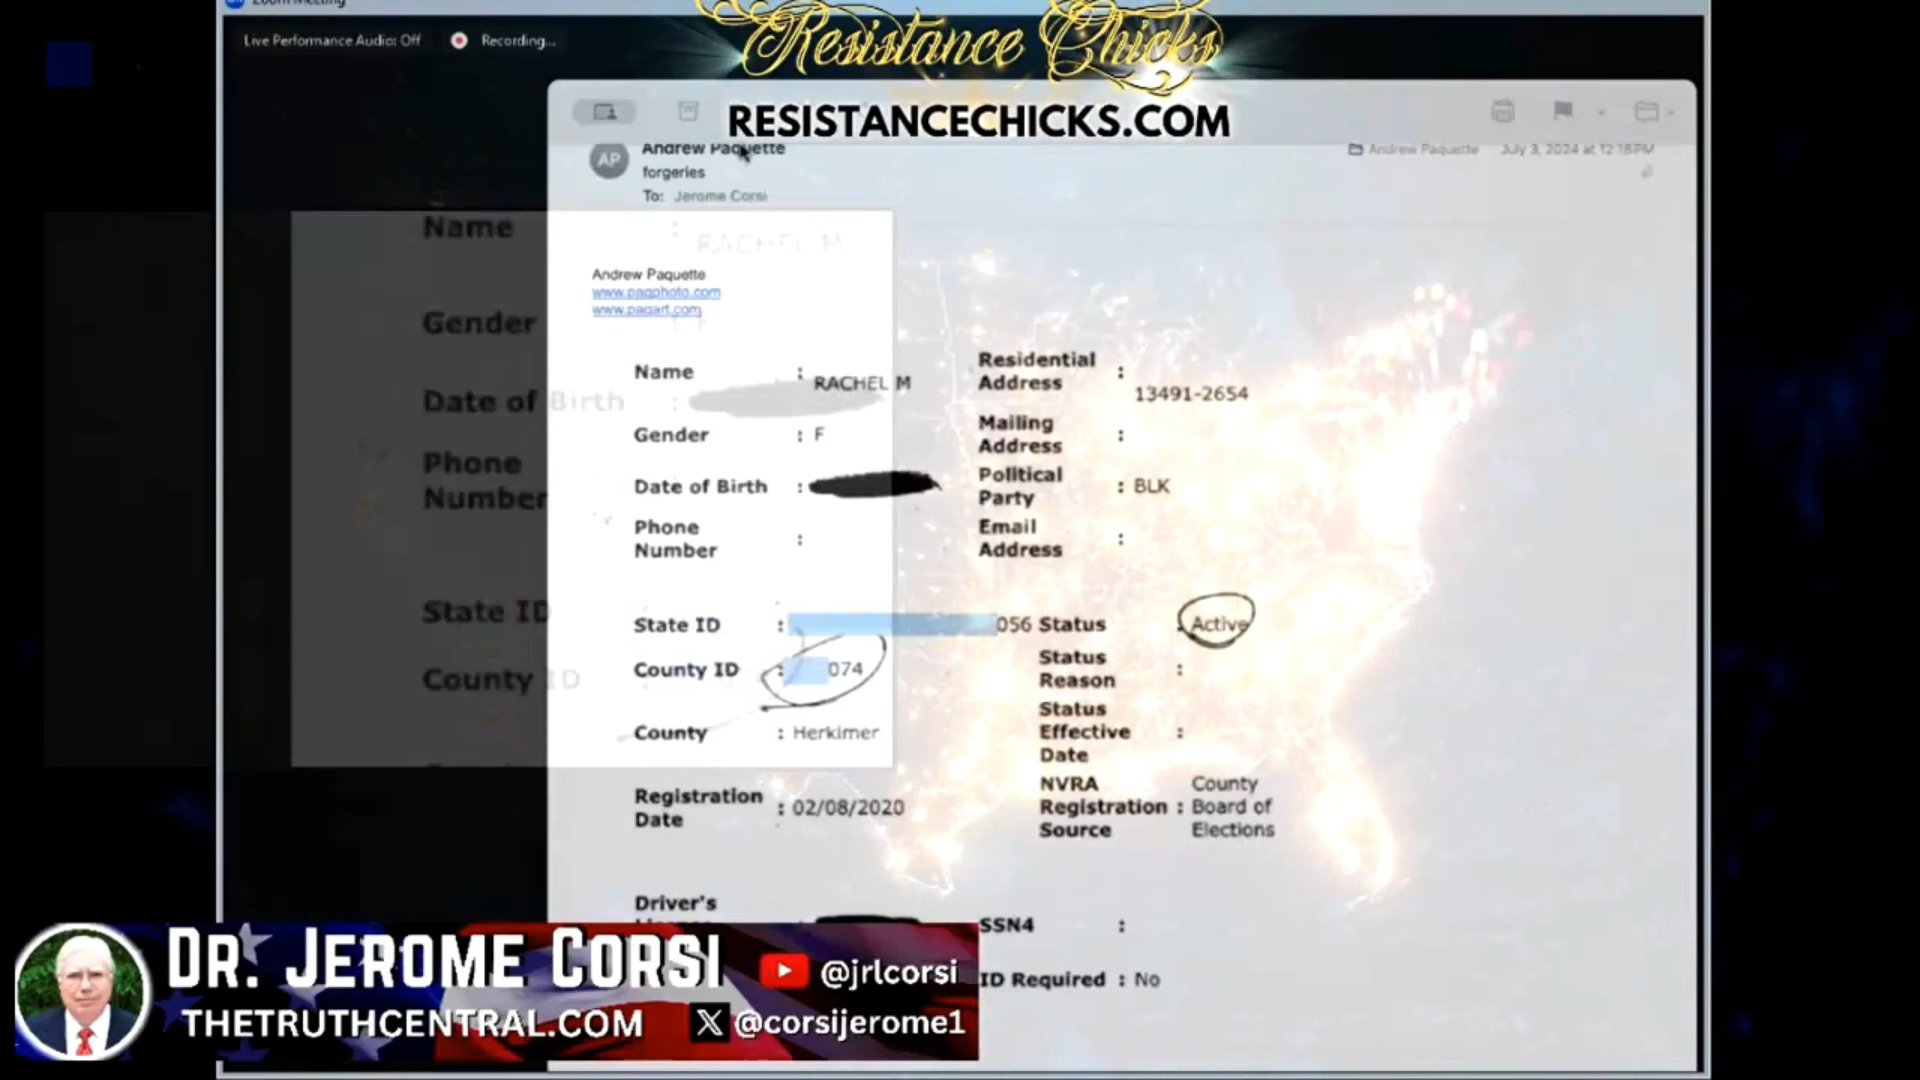 Zoom Meeting
Live Performance Audio: Off
Recording...
Resistance Chicks
RESISTANCECHICKS.COM
AP
Andrew Paquette
forgeries
To: Jerome Corsi
Andrew Paquette
July 3, 2024 at 12:18 PM
Name : RACHEL M
Gender : F
Date of Birth :
Phone Number
State ID
County ID
Andrew Paquette
www.paqphoto.com
www.paqart.com
Name : RACHEL M
Residential Address : 13491-2654
Gender : F
Mailing Address :
Date of Birth :
Political Party : BLK
Phone Number :
Email Address :
State ID : 056
Status : Active
County ID : 074
Status Reason :
County : Herkimer
Status Effective Date :
Registration Date : 02/08/2020
NVRA Registration Source : County Board of Elections
Driver's
SSN4 :
ID Required : No
DR. JEROME CORSI
@jrlcorsi
THETRUTHCENTRAL.COM
X @corsijerome1